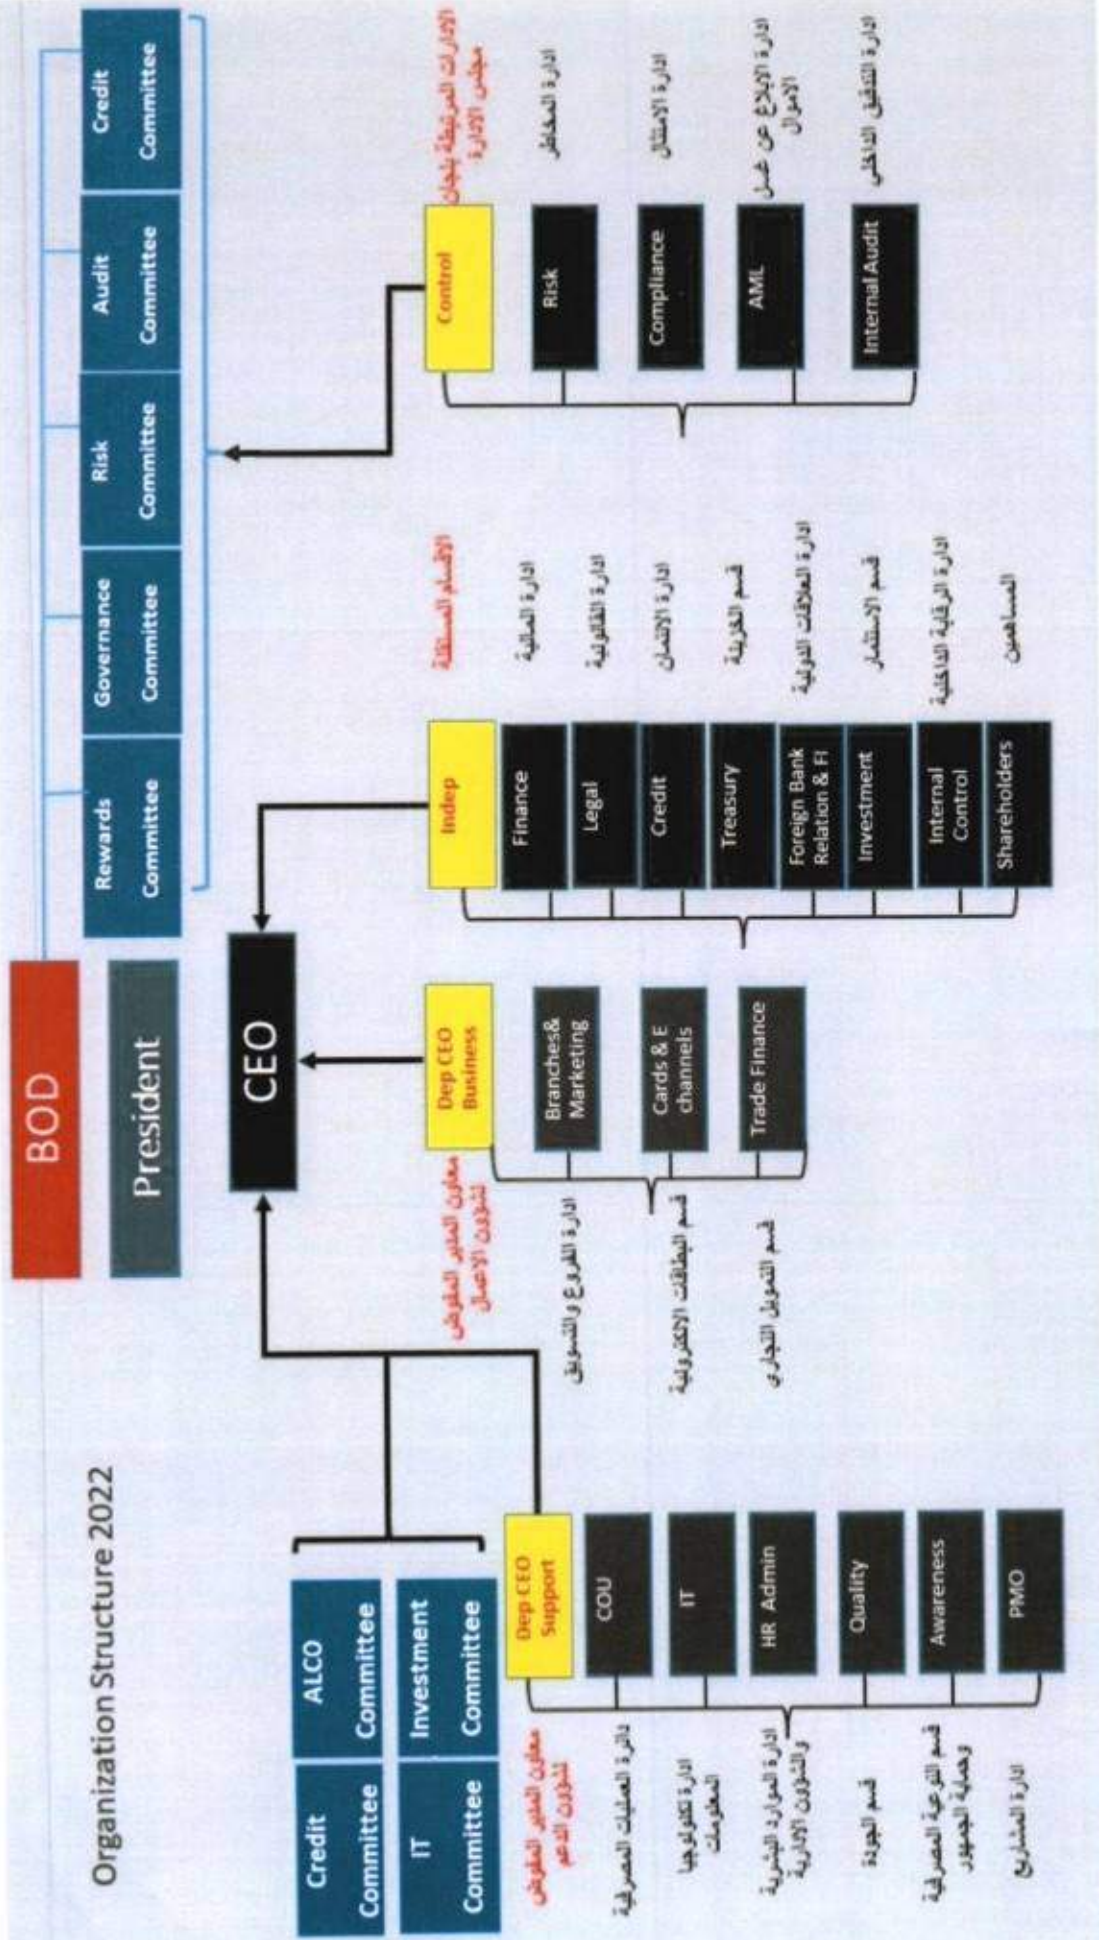 Organization Structure 2022
BOD
President
CEO
Rewards
Committee
Governance
Committee
Risk
Committee
Audit
Committee
Credit
Committee
Credit
Committee
ALCO
Committee
IT
Committee
Investment
Committee
معاون المدير المفوض
لشؤون الدعم
Dep CEO
Support
دائرة العمليات المصرفية
COU
ادارة تكنولوجيا
المعلومات
IT
ادارة الموارد البشرية
والشؤون الادارية
HR Admin
قسم الجودة
Quality
قسم التوعية المصرفية
وحماية الجمهور
Awareness
ادارة المشاريع
PMO
معاون المدير المفوض
لشؤون الاعمال
Dep CEO
Business
ادارة الفروع والتسويق
Branches&
Marketing
قسم البطاقات الالكترونية
Cards & E
channels
قسم التمويل التجاري
Trade Finance
Indep
الاقسام المستقلة
Finance
ادارة المالية
Legal
ادارة القانونية
Credit
ادارة الائتمان
Treasury
قسم الخزينة
Foreign Bank
Relation & FI
ادارة العلاقات الدولية
Investment
قسم الاستثمار
Internal
Control
ادارة الرقابة الداخلية
Shareholders
المساهمين
Control
الادارات المرتبطة بلجان
مجلس الادارة
Risk
ادارة المخاطر
Compliance
ادارة الامتثال
AML
ادارة الابلاغ عن غسل
الاموال
Internal Audit
ادارة التدقيق الداخلي